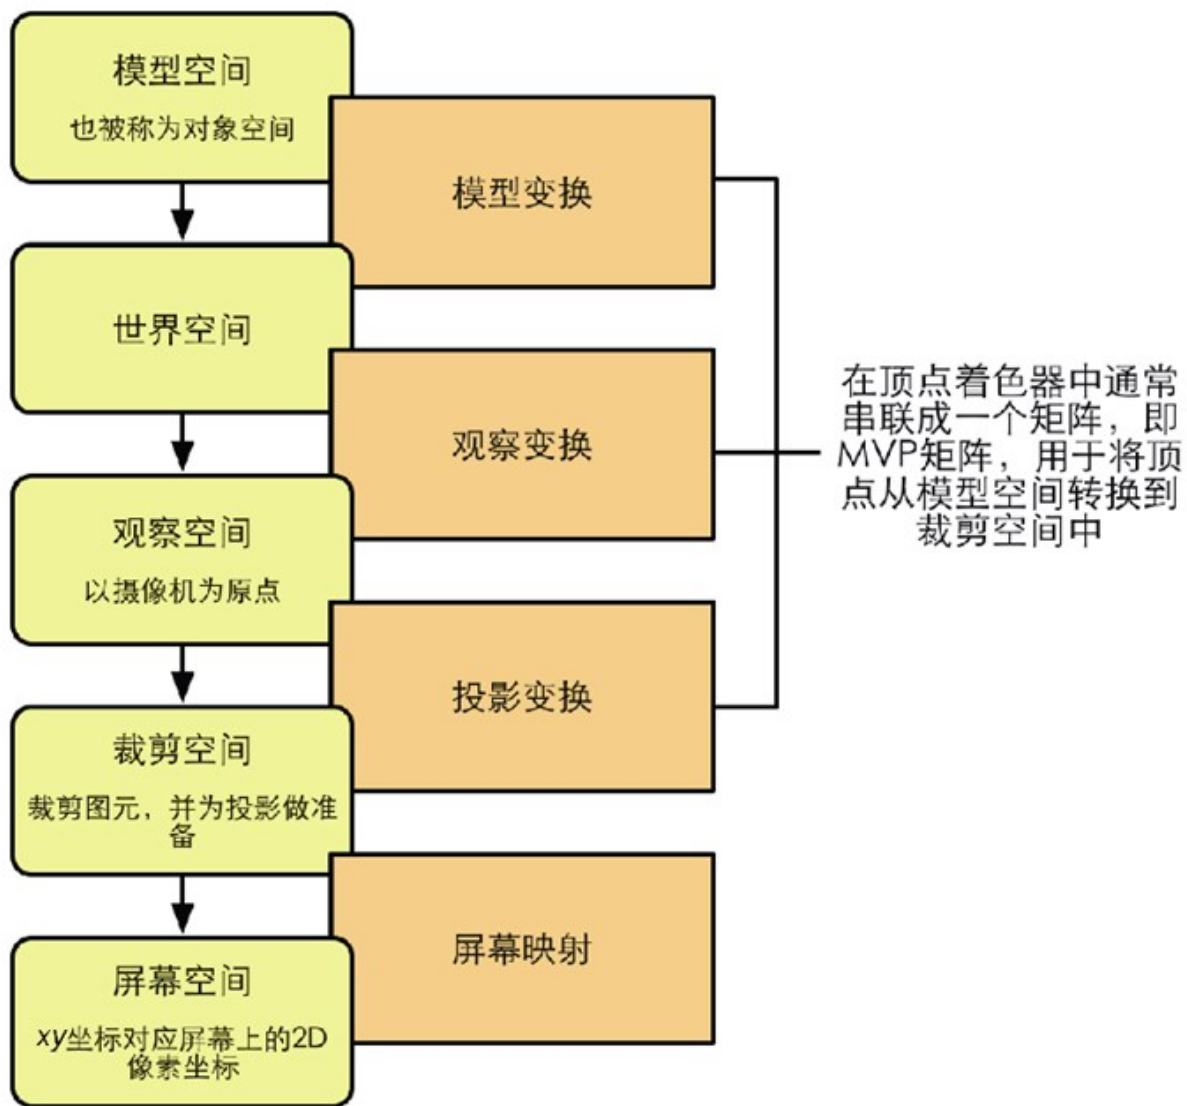 模型空间
也被称为对象空间
模型变换
世界空间
观察变换
观察空间
以摄像机为原点
投影变换
裁剪空间
裁剪图元，并为投影做准
备
屏幕映射
屏幕空间
xy坐标对应屏幕上的2D
像素坐标
在顶点着色器中通常
串联成一个矩阵，即
MVP矩阵，用于将顶
点从模型空间转换到
裁剪空间中